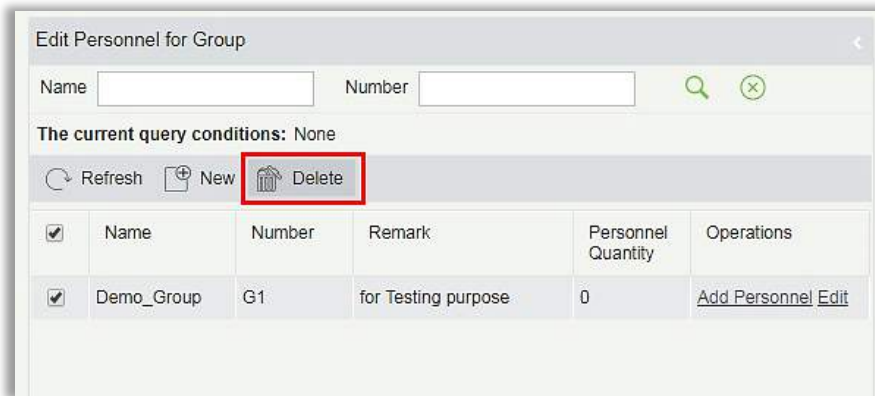 Edit Personnel for Group
Name Number
The current query conditions: None
Refresh New Delete
Name Number Remark Personnel Quantity Operations
Demo_Group G1 for Testing purpose 0 Add Personnel Edit